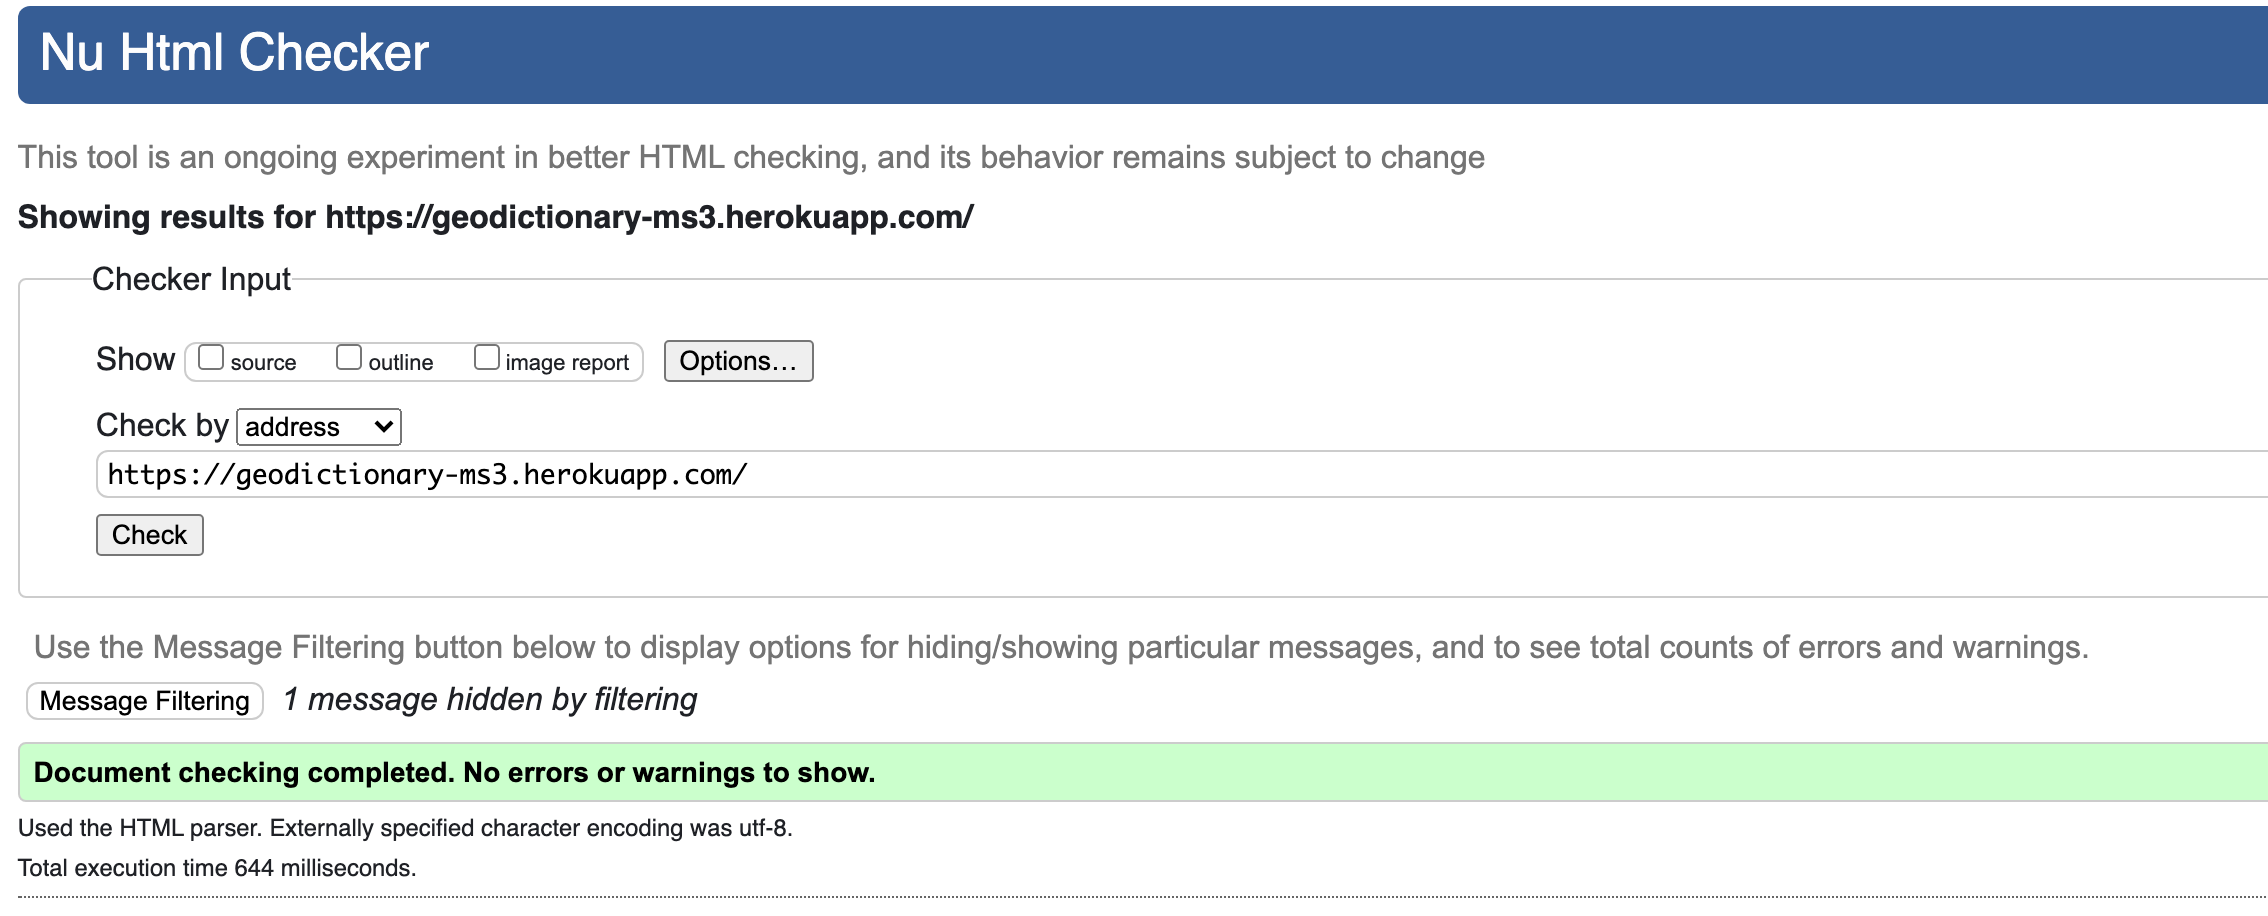 Nu Html Checker
This tool is an ongoing experiment in better HTML checking, and its behavior remains subject to change
Showing results for https://geodictionary-ms3.herokuapp.com/
Checker Input
Show source outline image report Options...
Check by address
https://geodictionary-ms3.herokuapp.com/
Check
Use the Message Filtering button below to display options for hiding/showing particular messages, and to see total counts of errors and warnings.
Message Filtering 1 message hidden by filtering
Document checking completed. No errors or warnings to show.
Used the HTML parser. Externally specified character encoding was utf-8.
Total execution time 644 milliseconds.